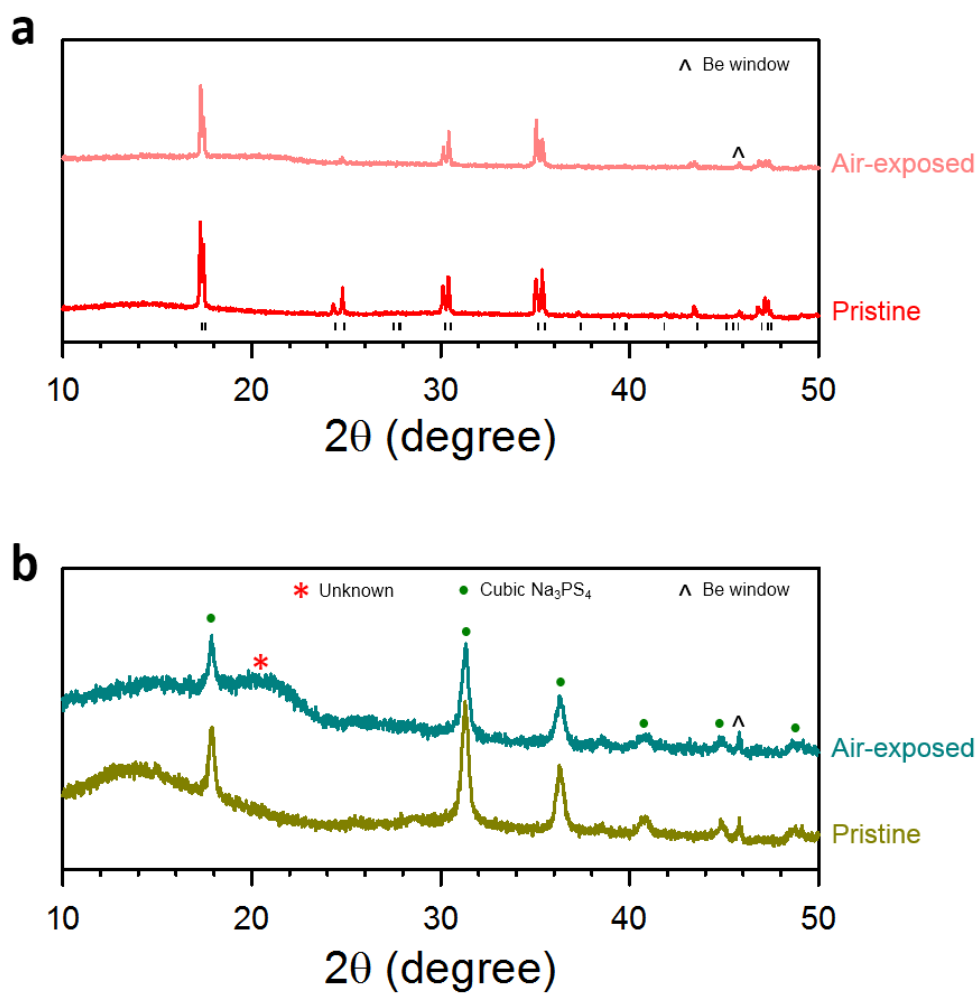 a
^ Be window
^
Air-exposed
Pristine
10 20 30 40 50
2θ (degree)
b
* Unknown • Cubic Na₃PS₄ ^ Be window
*
^
Air-exposed
Pristine
10 20 30 40 50
2θ (degree)